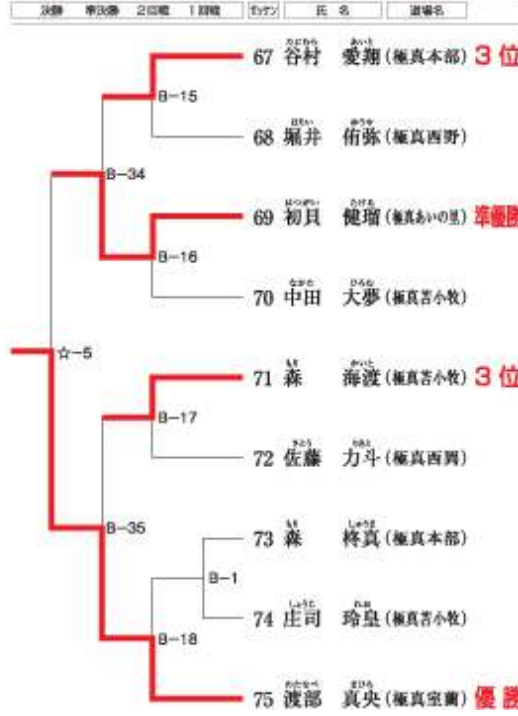 決勝 準決勝 2回戦 1回戦 ゼッケン 氏 名 道場名
67 谷村 愛翔 (極真本部) 3位
B-15
68 堀井 侑弥 (極真西野)
B-34
69 初貝 健瑠 (極真あいの里) 準優勝
B-16
70 中田 大夢 (極真苫小牧)
☆-5
71 森 海渡 (極真苫小牧) 3位
B-17
72 佐藤 力斗 (極真西岡)
B-35
73 森 柊真 (極真本部)
B-1
74 庄司 玲皇 (極真苫小牧)
B-18
75 渡部 真央 (極真室蘭) 優勝